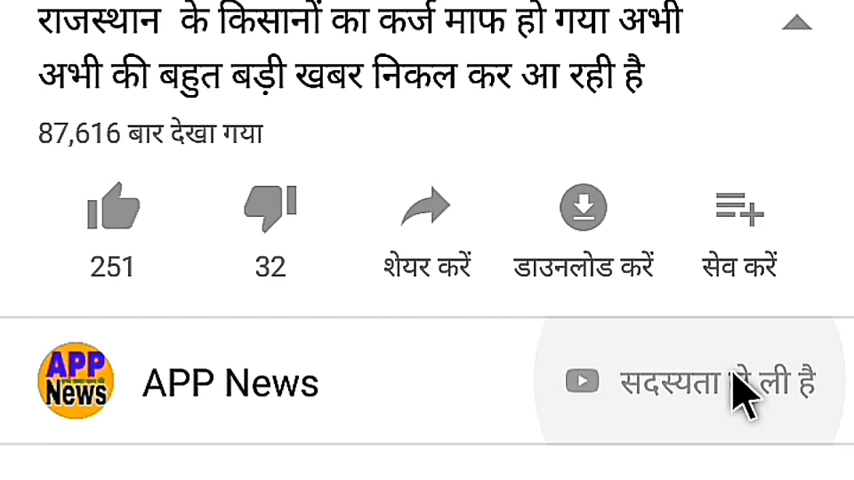 राजस्थान के किसानों का कर्ज माफ हो गया अभी
अभी की बहुत बड़ी खबर निकल कर आ रही है
87,616 बार देखा गया
251
32
शेयर करें
डाउनलोड करें
सेव करें
APP
News
APP News
सदस्यता ली है